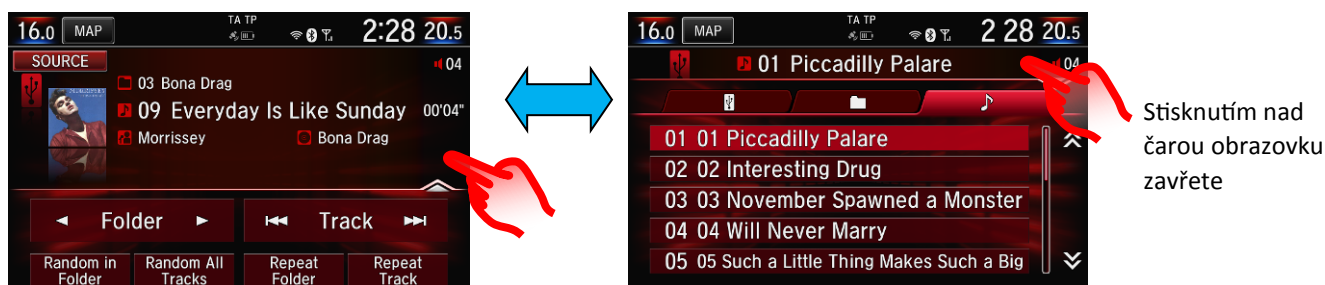 16.0 MAP TA TP 2:28 20.5
SOURCE 04
03 Bona Drag
09 Everyday Is Like Sunday 00'04"
Morrissey Bona Drag
Folder Track
Random in Folder
Random All Tracks
Repeat Folder
Repeat Track
16.0 MAP TA TP 2 28 20.5
01 Piccadilly Palare 04
01 01 Piccadilly Palare
02 02 Interesting Drug
03 03 November Spawned a Monster
04 04 Will Never Marry
05 05 Such a Little Thing Makes Such a Big
Stisknutím nad
čarou obrazovku
zavřete